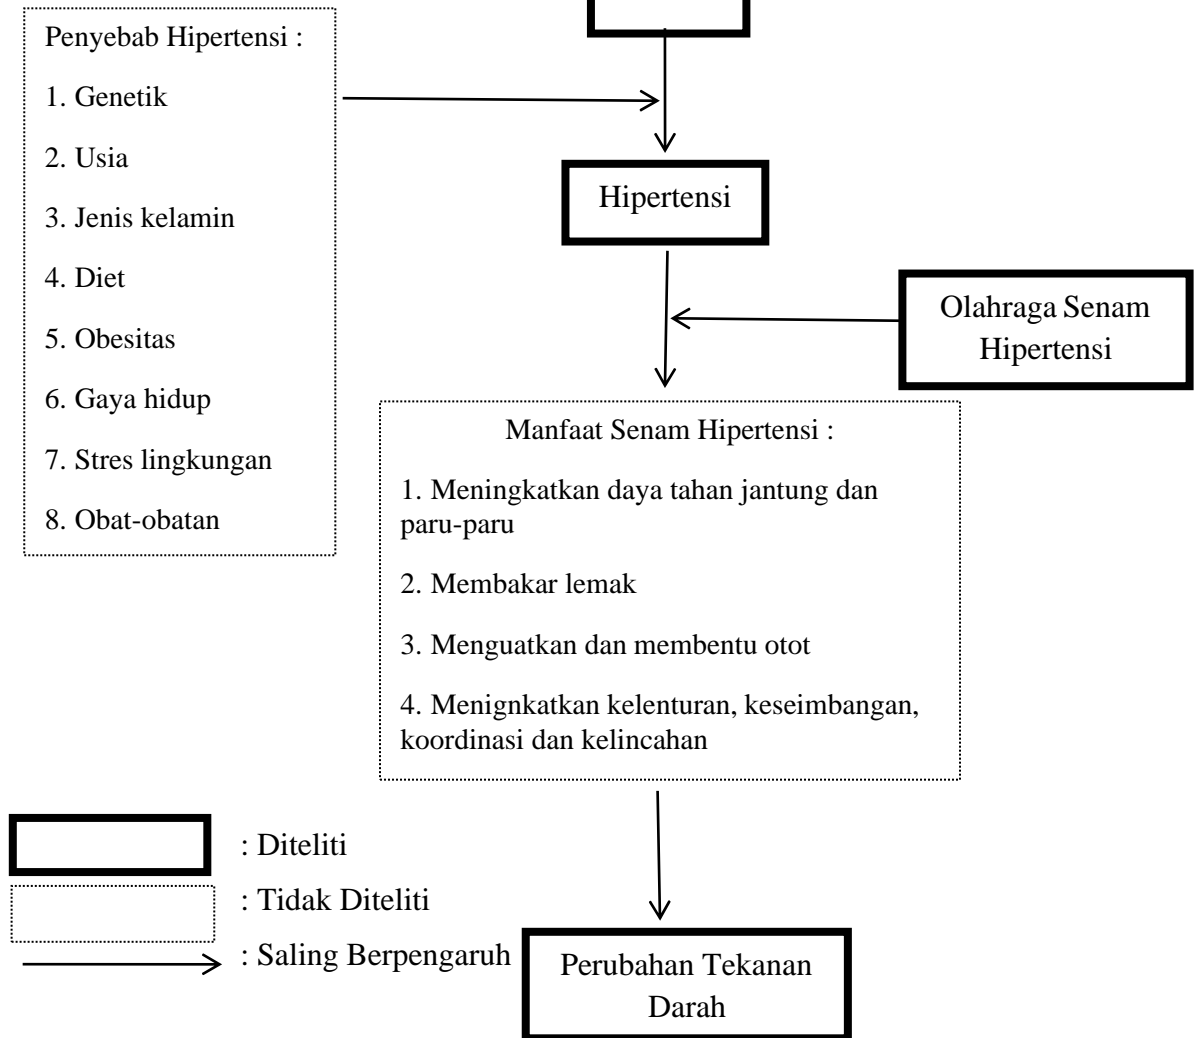 Penyebab Hipertensi :
1. Genetik
2. Usia
3. Jenis kelamin
4. Diet
5. Obesitas
6. Gaya hidup
7. Stres lingkungan
8. Obat-obatan
Hipertensi
Olahraga Senam
Hipertensi
Manfaat Senam Hipertensi :
1. Meningkatkan daya tahan jantung dan
paru-paru
2. Membakar lemak
3. Menguatkan dan membentu otot
4. Menignkatkan kelenturan, keseimbangan,
koordinasi dan kelincahan
: Diteliti
: Tidak Diteliti
: Saling Berpengaruh
Perubahan Tekanan
Darah